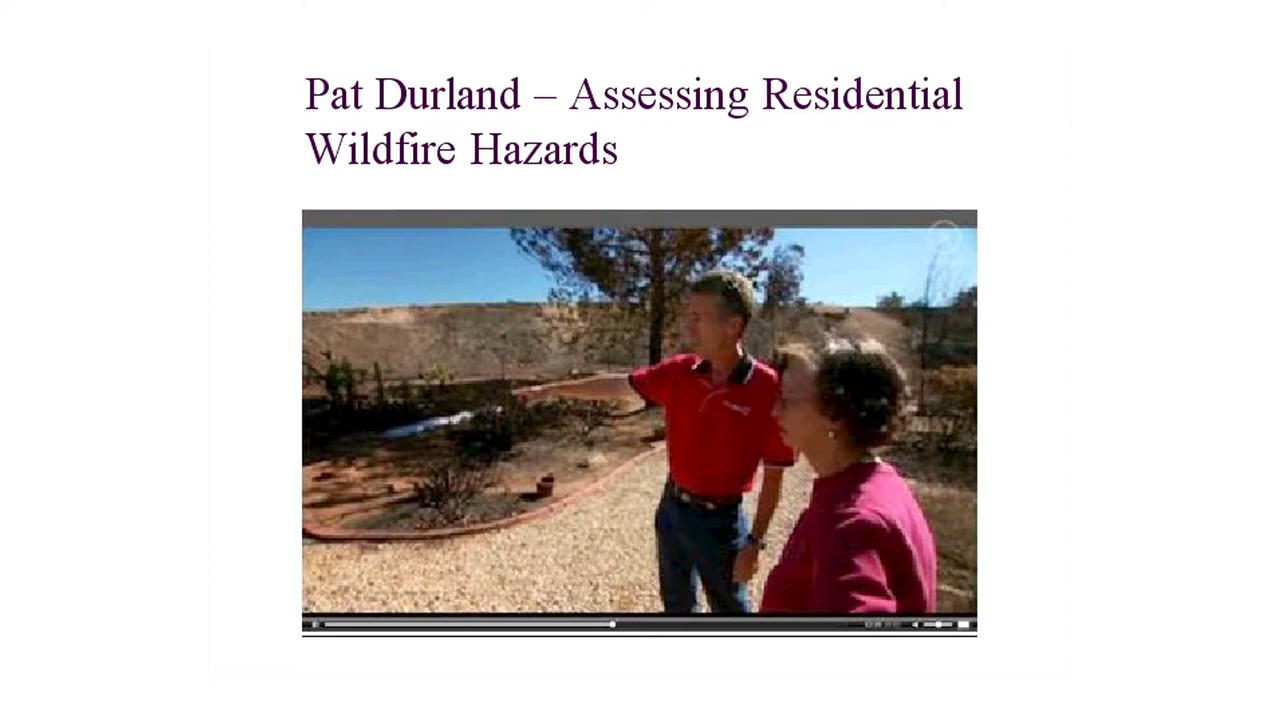 Pat Durland – Assessing Residential
Wildfire Hazards